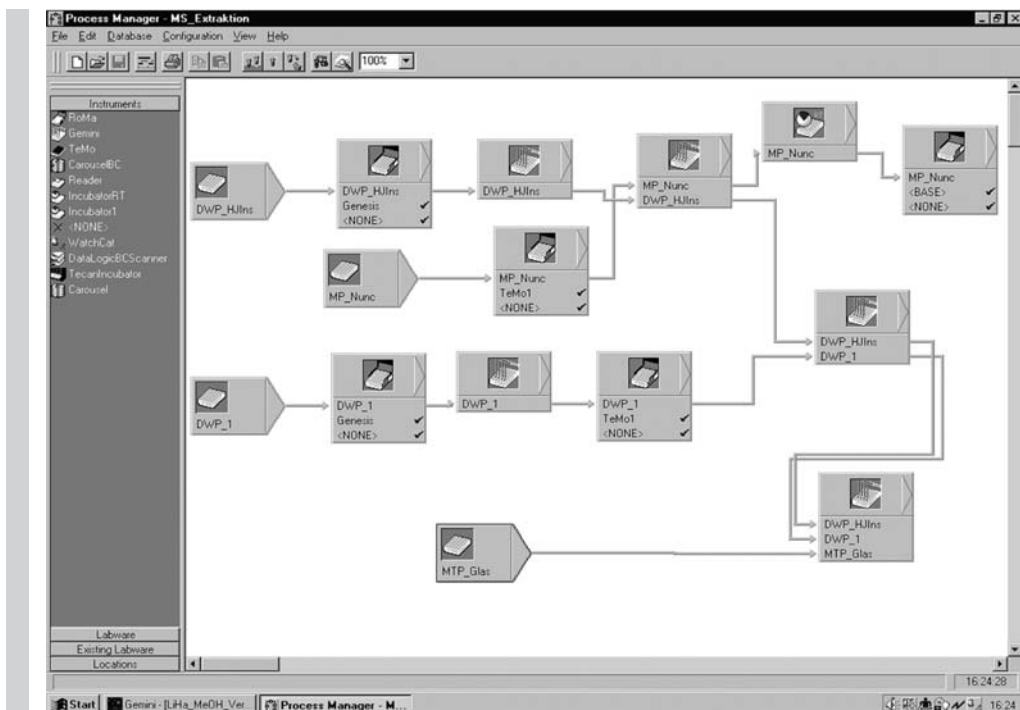 Process Manager - MS_Extraktion
File Edit Database Configuration View Help
100%
Instruments
RoMa
Gemini
TeMo
CarouselBC
Reader
IncubatorRT
Incubator1
<NONE>
WatchCat
DataLogicBCScanner
TecanIncubator
Carousel
Labware
Existing Labware
Locations
DWP_HJIns
DWP_HJIns
Genesis
<NONE>
DWP_HJIns
MP_Nunc
DWP_HJIns
MP_Nunc
MP_Nunc
<BASE>
<NONE>
MP_Nunc
MP_Nunc
TeMo1
<NONE>
DWP_HJIns
DWP_1
DWP_1
DWP_1
Genesis
<NONE>
DWP_1
DWP_1
TeMo1
<NONE>
DWP_HJIns
DWP_1
MTP_Glas
MTP_Glas
16:24:28
Start Gemini - [LiHa_MeOH_Ver... Process Manager - M... 16:24